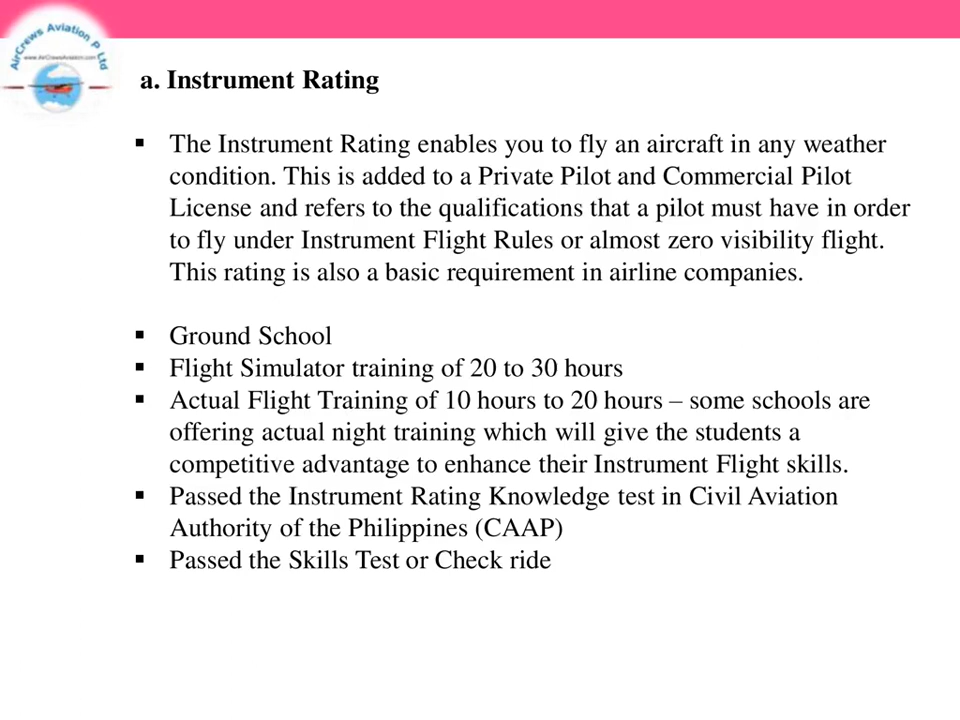 AirCrews Aviation P Ltd
www.AirCrewsAviation.com
a. Instrument Rating
▪ The Instrument Rating enables you to fly an aircraft in any weather
condition. This is added to a Private Pilot and Commercial Pilot
License and refers to the qualifications that a pilot must have in order
to fly under Instrument Flight Rules or almost zero visibility flight.
This rating is also a basic requirement in airline companies.
▪ Ground School
▪ Flight Simulator training of 20 to 30 hours
▪ Actual Flight Training of 10 hours to 20 hours – some schools are
offering actual night training which will give the students a
competitive advantage to enhance their Instrument Flight skills.
▪ Passed the Instrument Rating Knowledge test in Civil Aviation
Authority of the Philippines (CAAP)
▪ Passed the Skills Test or Check ride